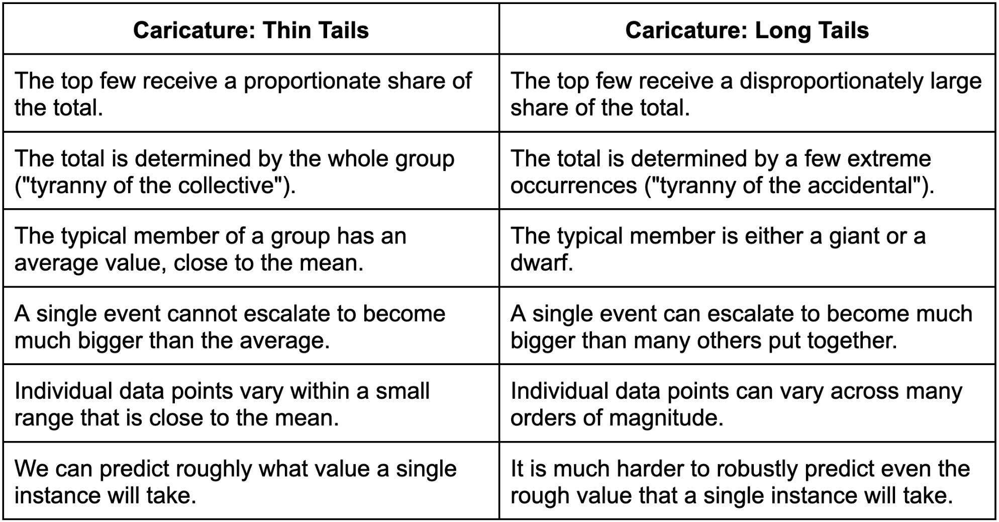 Caricature: Thin Tails
Caricature: Long Tails
The top few receive a proportionate share of
the total.
The top few receive a disproportionately large
share of the total.
The total is determined by the whole group
("tyranny of the collective").
The total is determined by a few extreme
occurrences ("tyranny of the accidental").
The typical member of a group has an
average value, close to the mean.
The typical member is either a giant or a
dwarf.
A single event cannot escalate to become
much bigger than the average.
A single event can escalate to become much
bigger than many others put together.
Individual data points vary within a small
range that is close to the mean.
Individual data points can vary across many
orders of magnitude.
We can predict roughly what value a single
instance will take.
It is much harder to robustly predict even the
rough value that a single instance will take.